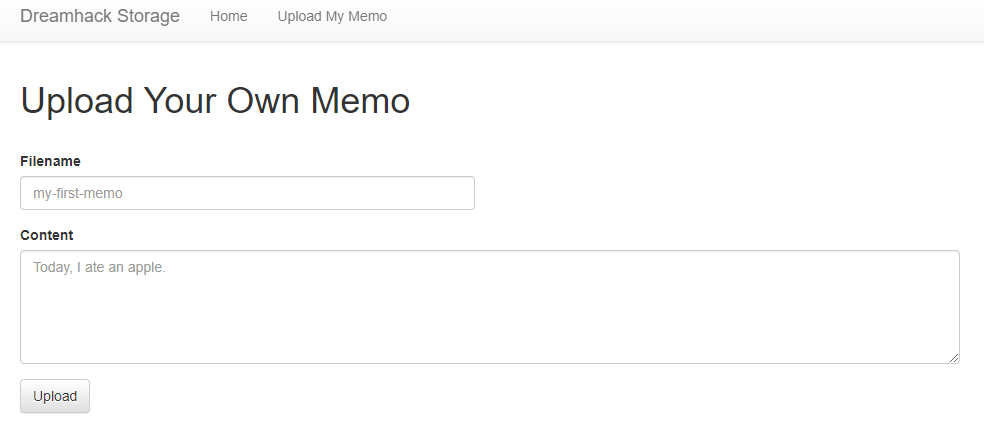 Dreamhack Storage Home Upload My Memo
Upload Your Own Memo
Filename
my-first-memo
Content
Today, I ate an apple.
Upload